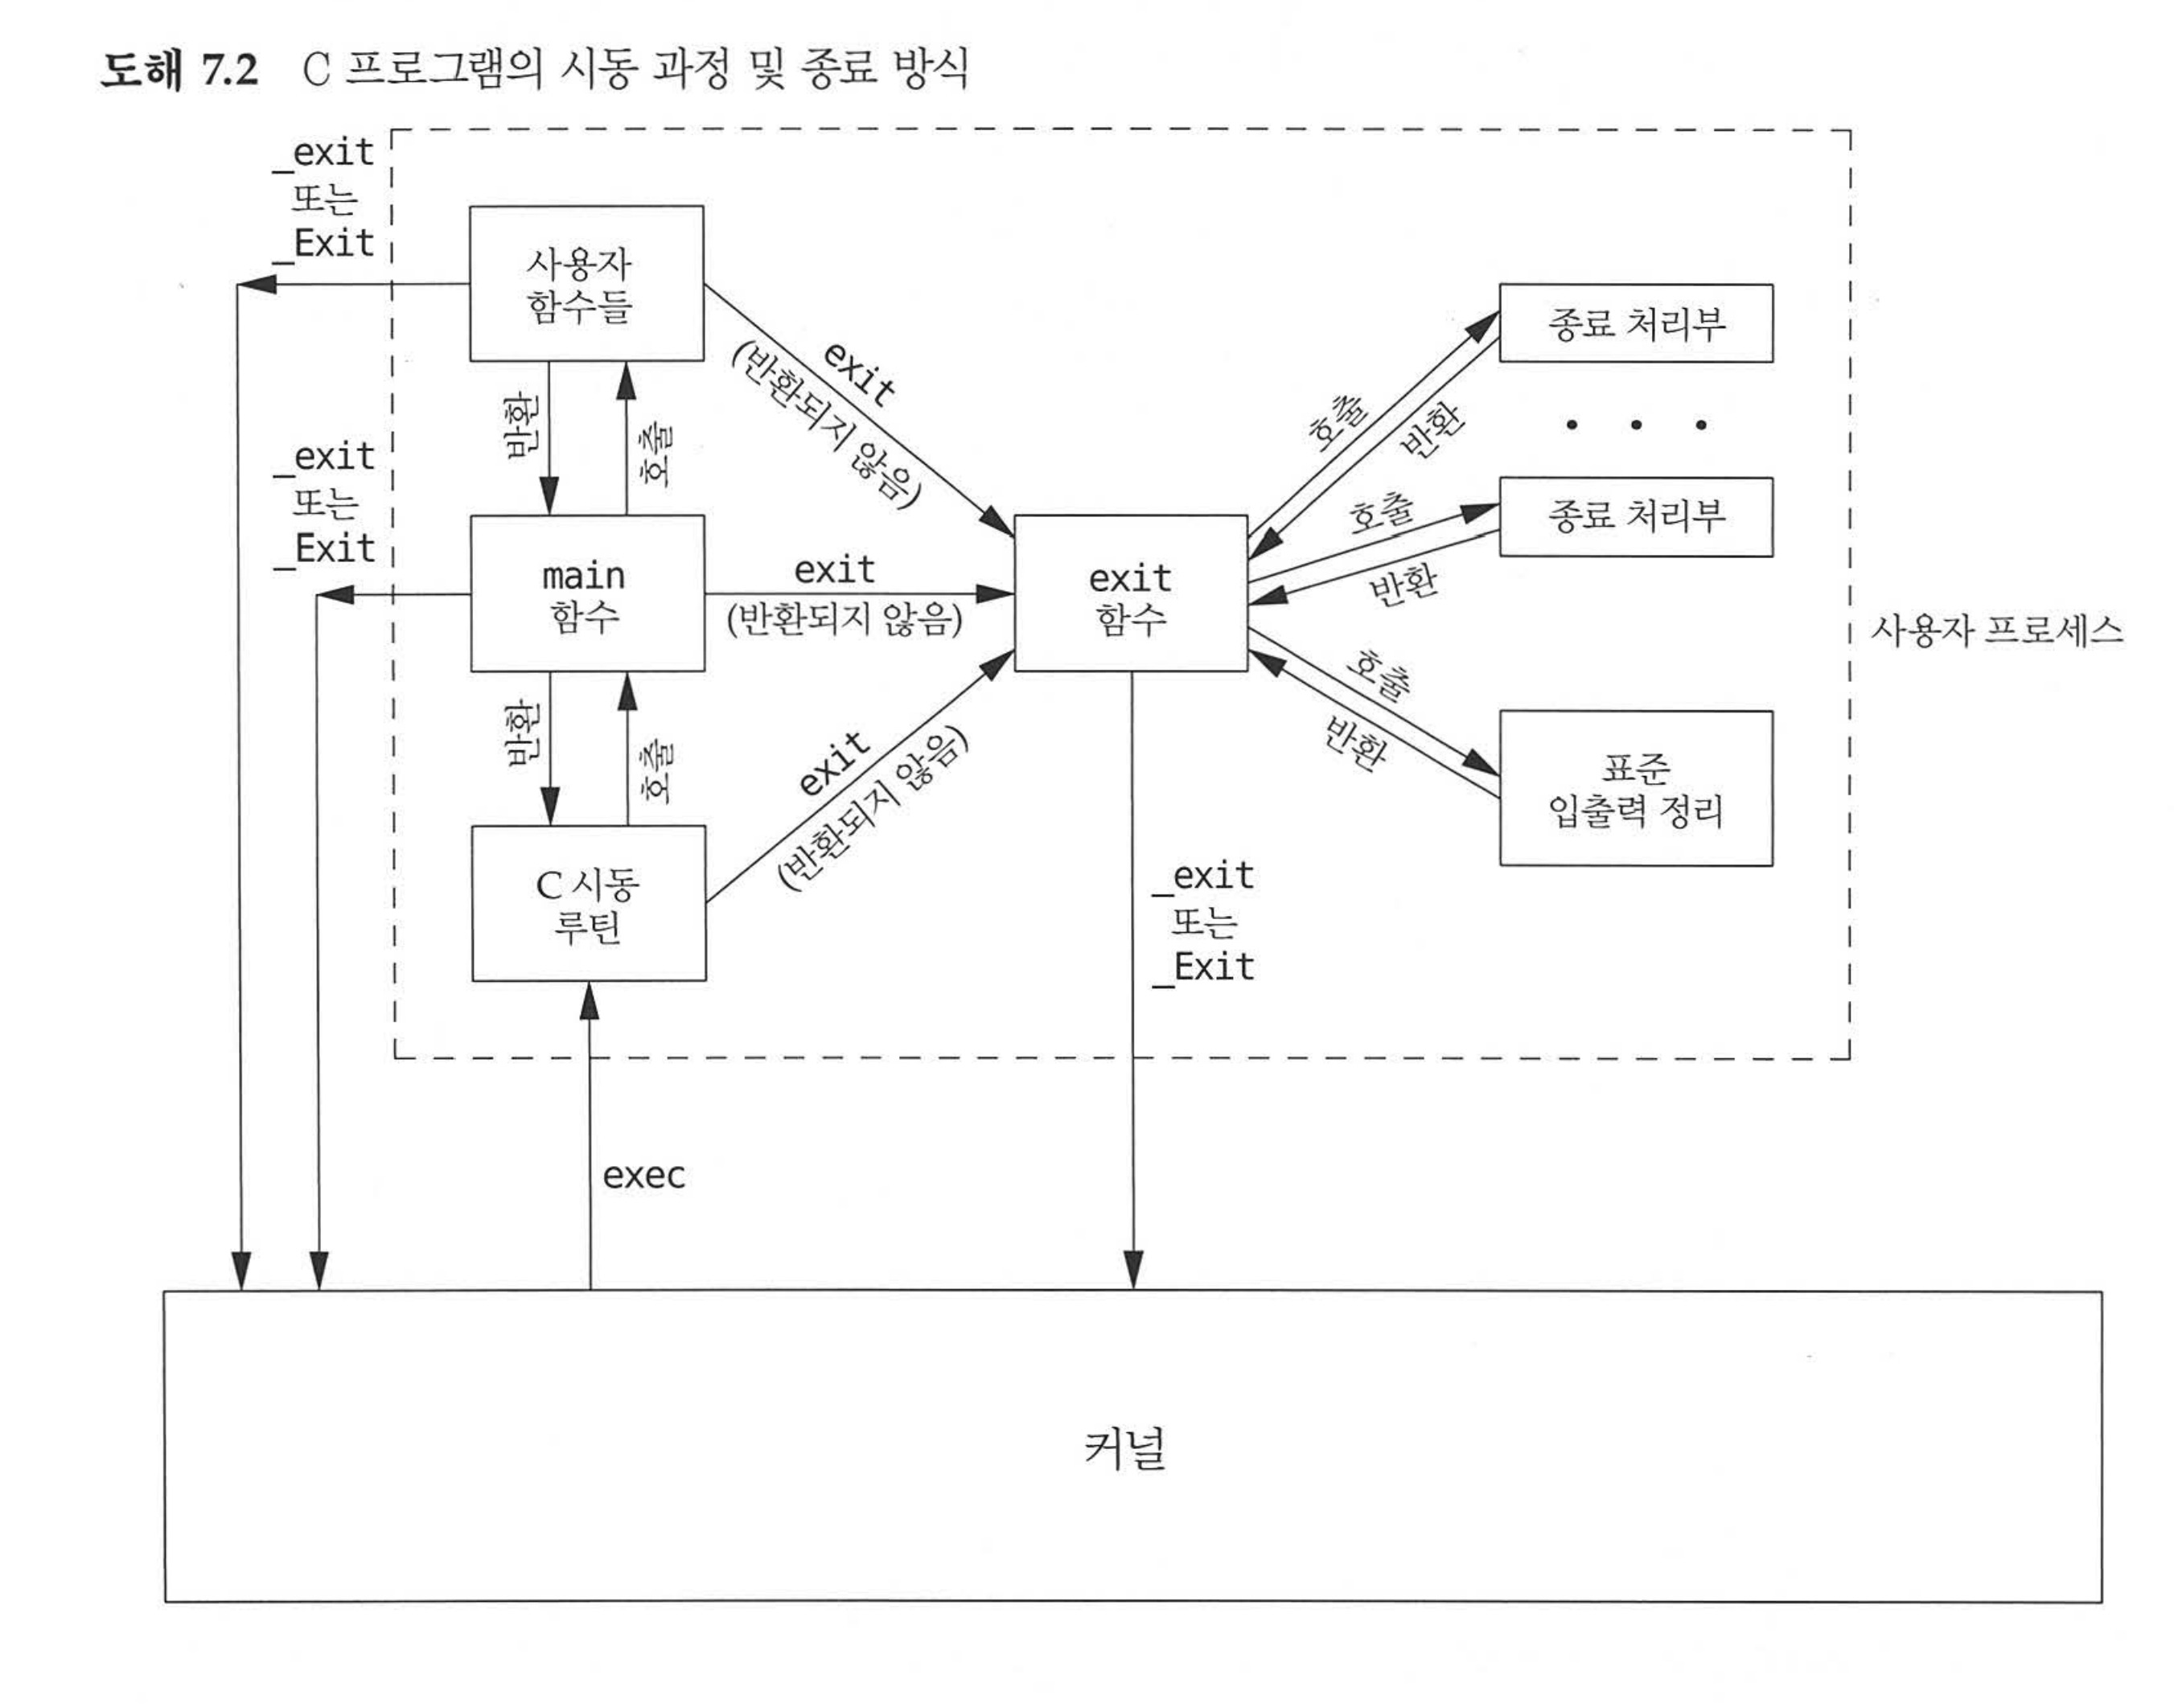 도해 7.2 C 프로그램의 시동 과정 및 종료 방식
_exit
또는
_Exit
사용자
함수들
exit
(반환되지 않음)
반환
호출
종료 처리부
호출
반환
. . .
_exit
또는
_Exit
main
함수
exit
(반환되지 않음)
exit
함수
호출
반환
종료 처리부
사용자 프로세스
반환
호출
exit
(반환되지 않음)
호출
반환
표준
입출력 정리
C 시동
루틴
_exit
또는
_Exit
exec
커널